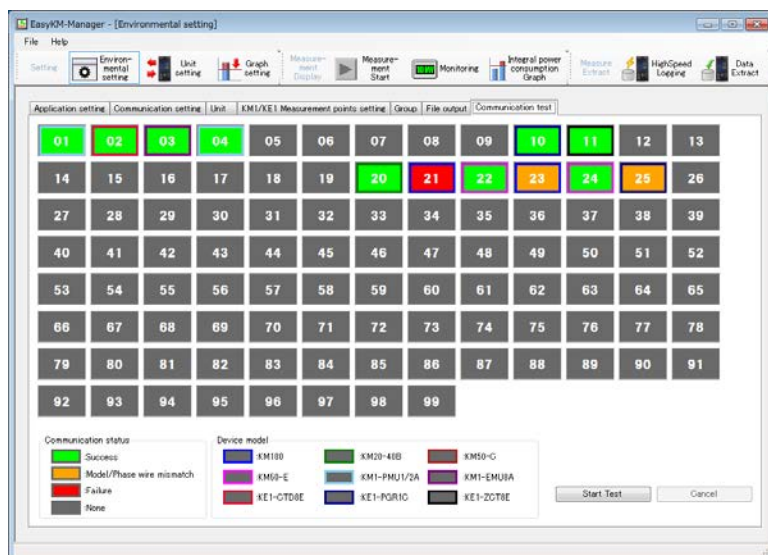 EasyKM-Manager - [Environmental setting]
File Help
Setting
Environ-
mental
setting
Unit
setting
Graph
setting
Measure-
ment
Display
Measure-
ment
Start
Monitoring
Integral power
consumption
Graph
Measure
Extract
HighSpeed
Logging
Data
Extract
Application setting Communication setting Unit KM1/KE1 Measurement points setting Group File output Communication test
01 02 03 04 05 06 07 08 09 10 11 12 13
14 15 16 17 18 19 20 21 22 23 24 25 26
27 28 29 30 31 32 33 34 35 36 37 38 39
40 41 42 43 44 45 46 47 48 49 50 51 52
53 54 55 56 57 58 59 60 61 62 63 64 65
66 67 68 69 70 71 72 73 74 75 76 77 78
79 80 81 82 83 84 85 86 87 88 89 90 91
92 93 94 95 96 97 98 99
Communication status
:Success
:Model/Phase wire mismatch
:Failure
:None
Device model
:KM100 :KM20-40B :KM50-C
:KM50-E :KM1-PMU1/2A :KM1-EMU8A
:KE1-CTD8E :KE1-PGR1C :KE1-ZCT8E
Start Test Cancel